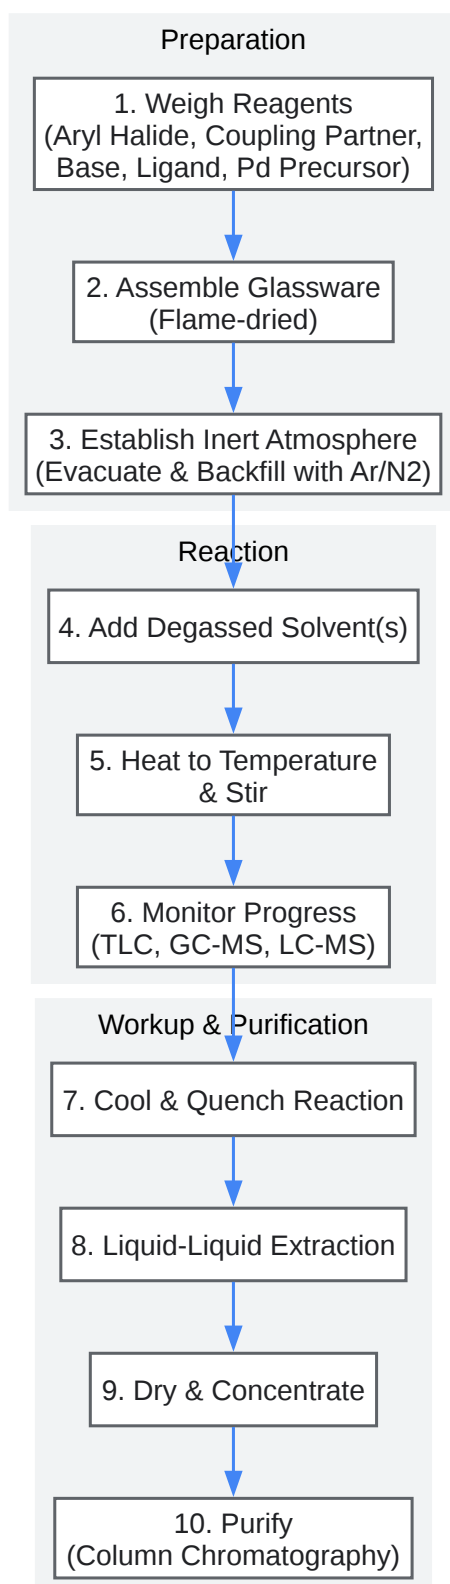 Preparation
1. Weigh Reagents
(Aryl Halide, Coupling Partner,
Base, Ligand, Pd Precursor)
2. Assemble Glassware
(Flame-dried)
3. Establish Inert Atmosphere
(Evacuate & Backfill with Ar/N2)
Reaction
4. Add Degassed Solvent(s)
5. Heat to Temperature
& Stir
6. Monitor Progress
(TLC, GC-MS, LC-MS)
Workup & Purification
7. Cool & Quench Reaction
8. Liquid-Liquid Extraction
9. Dry & Concentrate
10. Purify
(Column Chromatography)